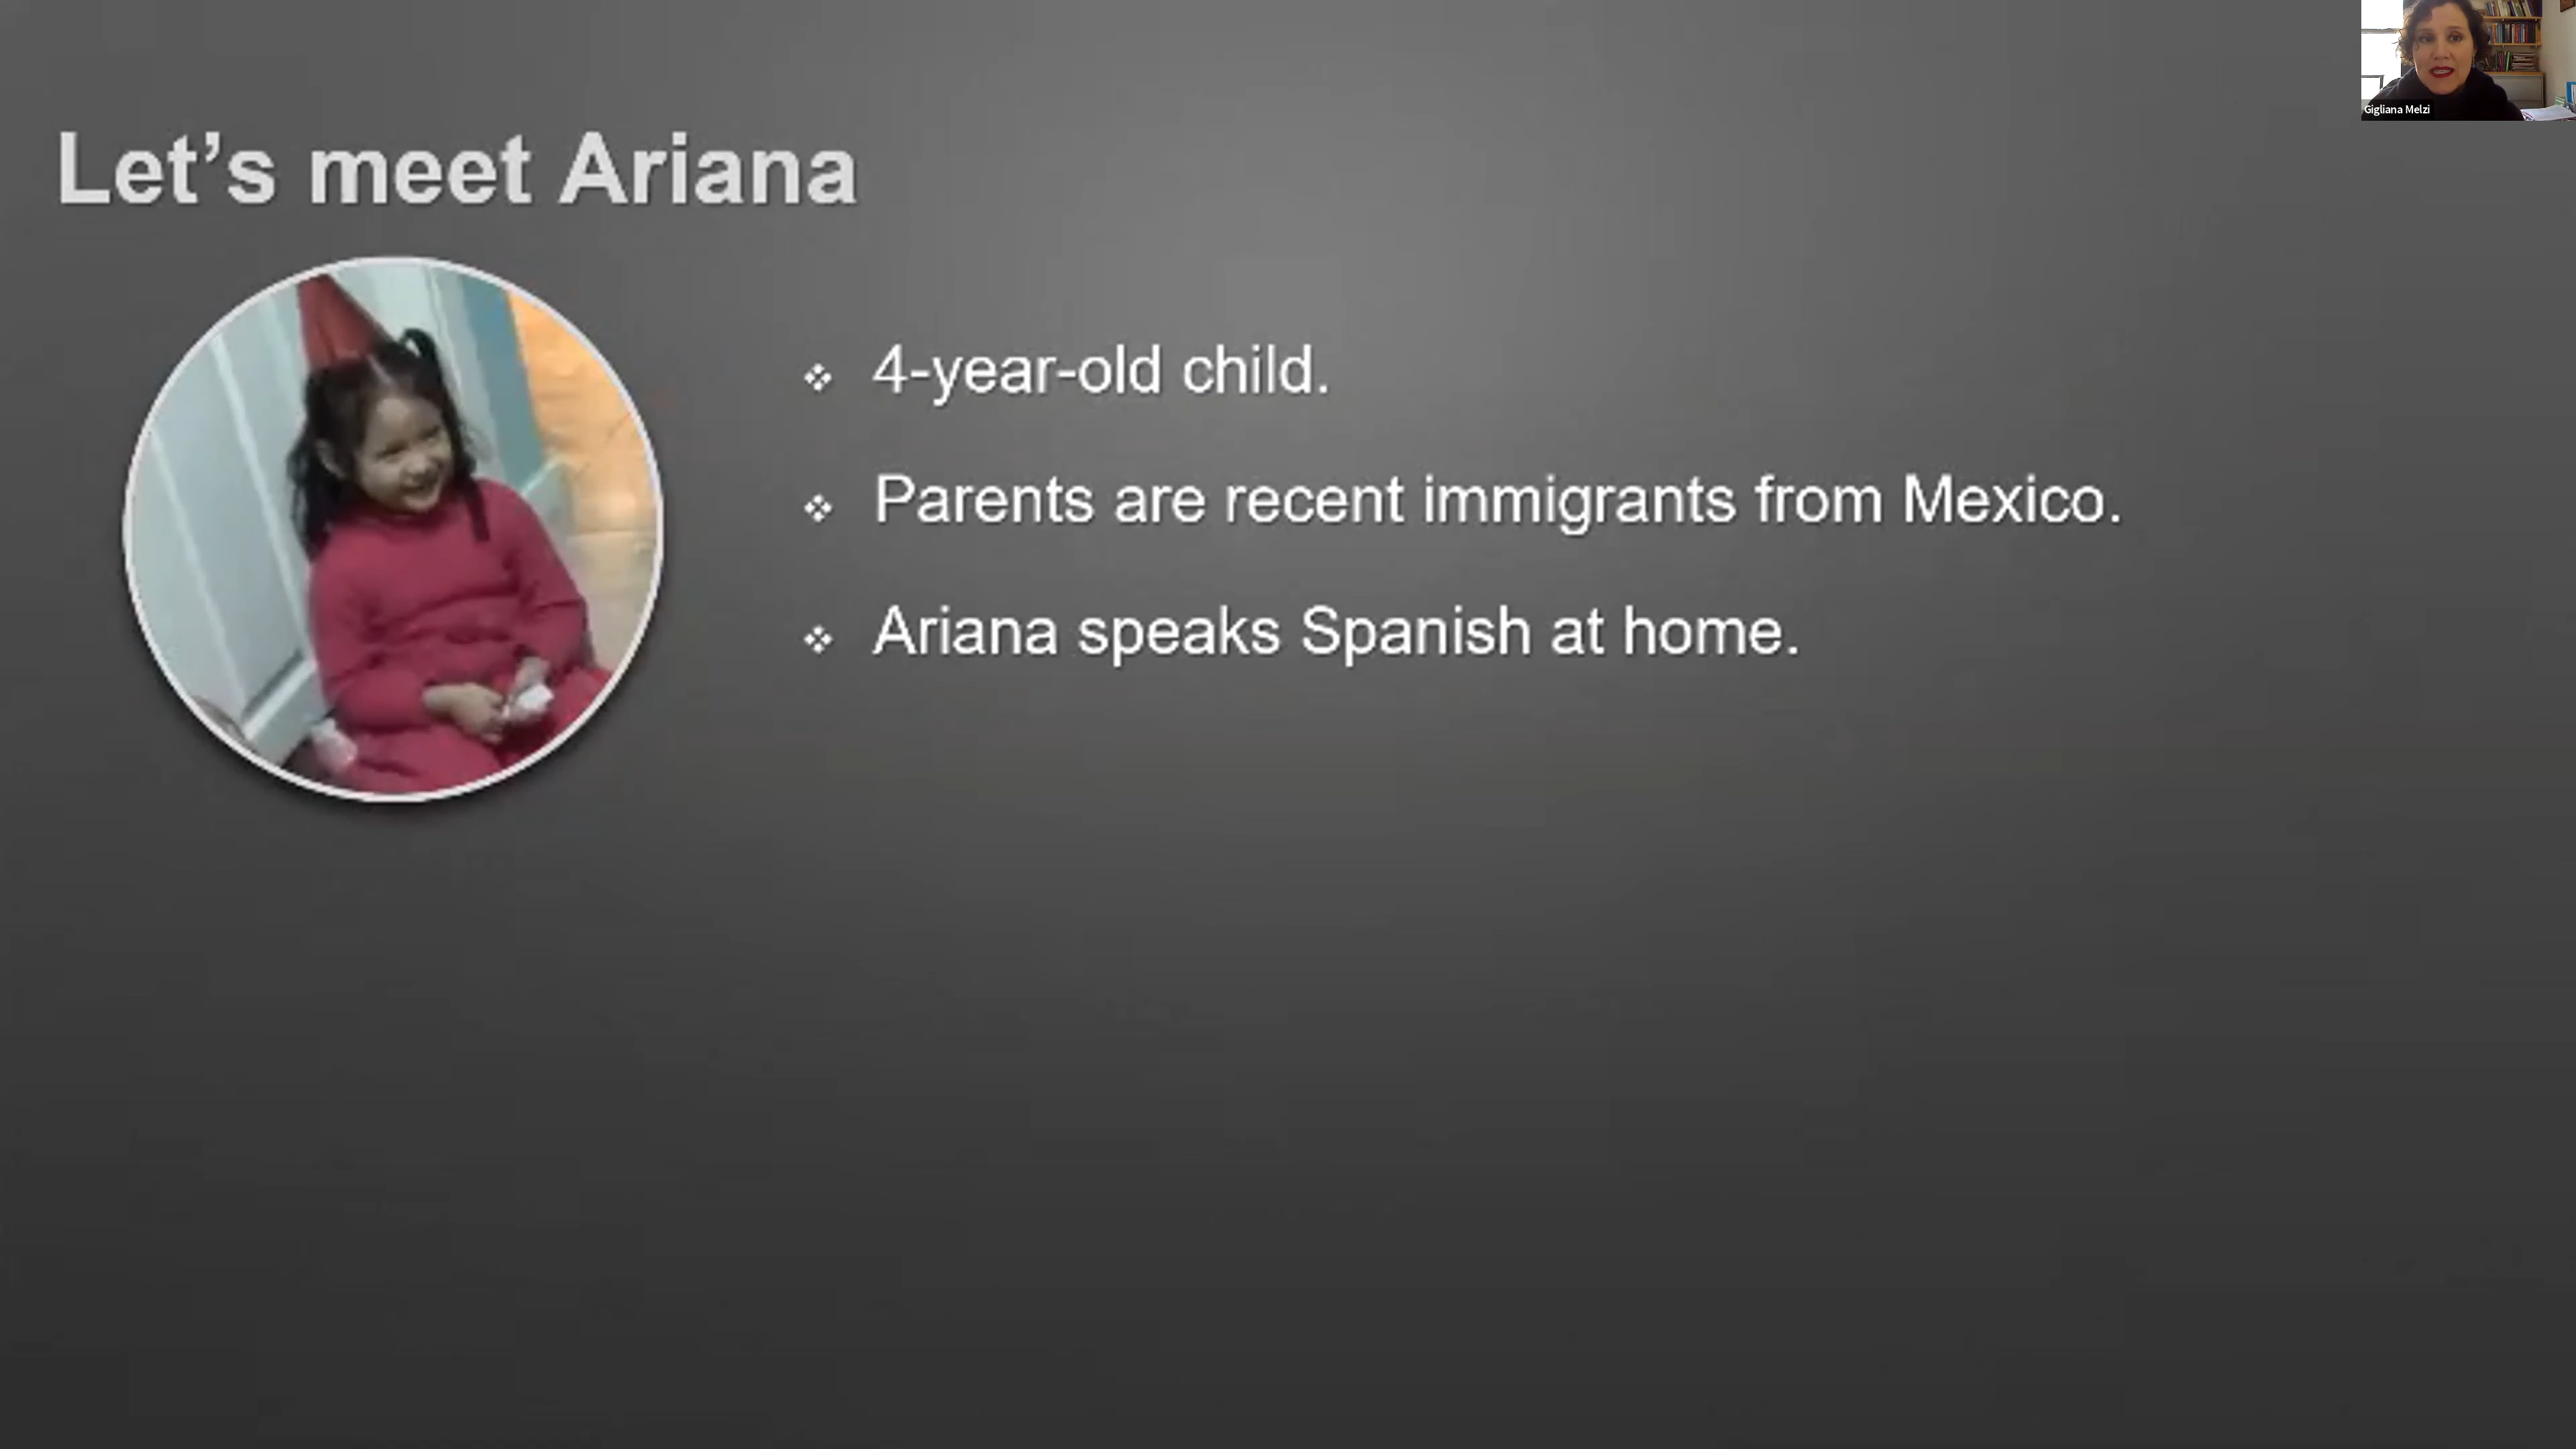 Gigliana Melzi
Let’s meet Ariana
❖ 4-year-old child.
❖ Parents are recent immigrants from Mexico.
❖ Ariana speaks Spanish at home.